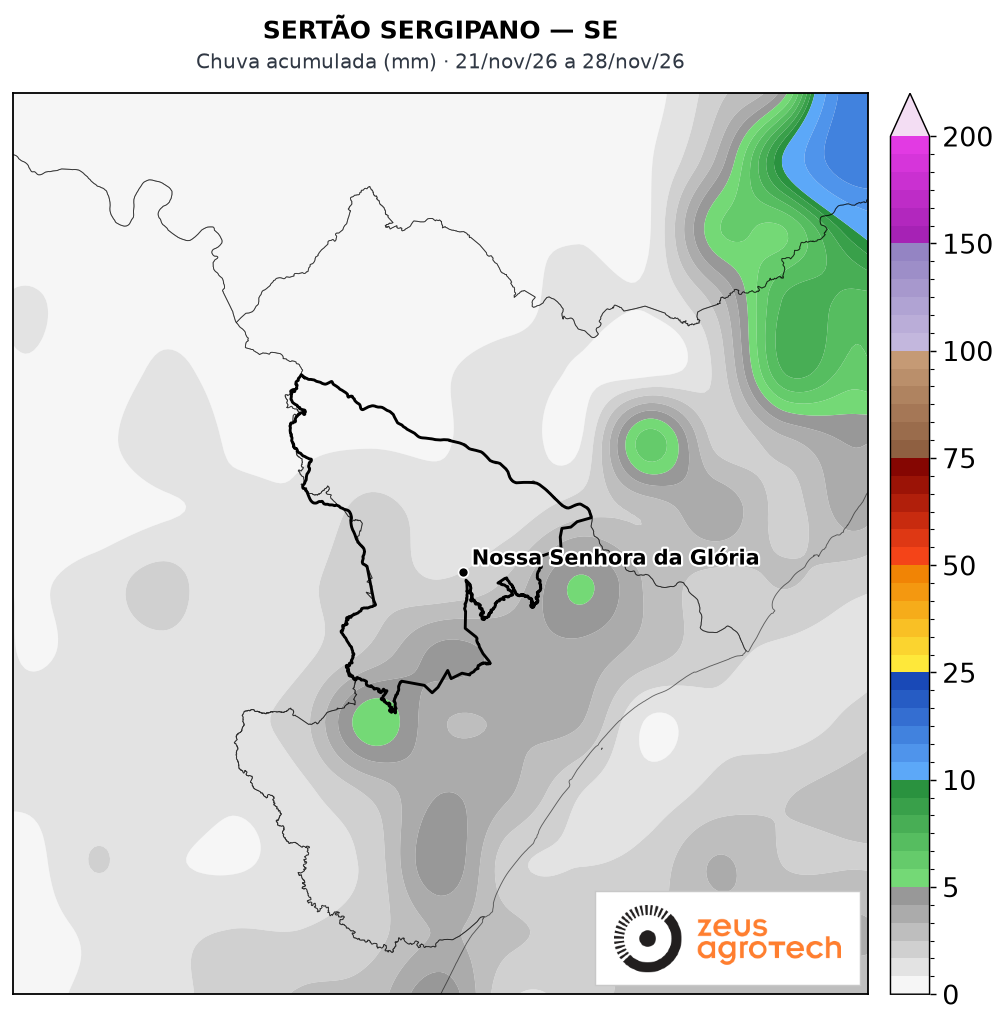 SERTÃO SERGIPANO — SE
Chuva acumulada (mm) · 21/nov/26 a 28/nov/26
200
150
100
75
50
25
10
5
0
Nossa Senhora da Glória
zeus
agrotech